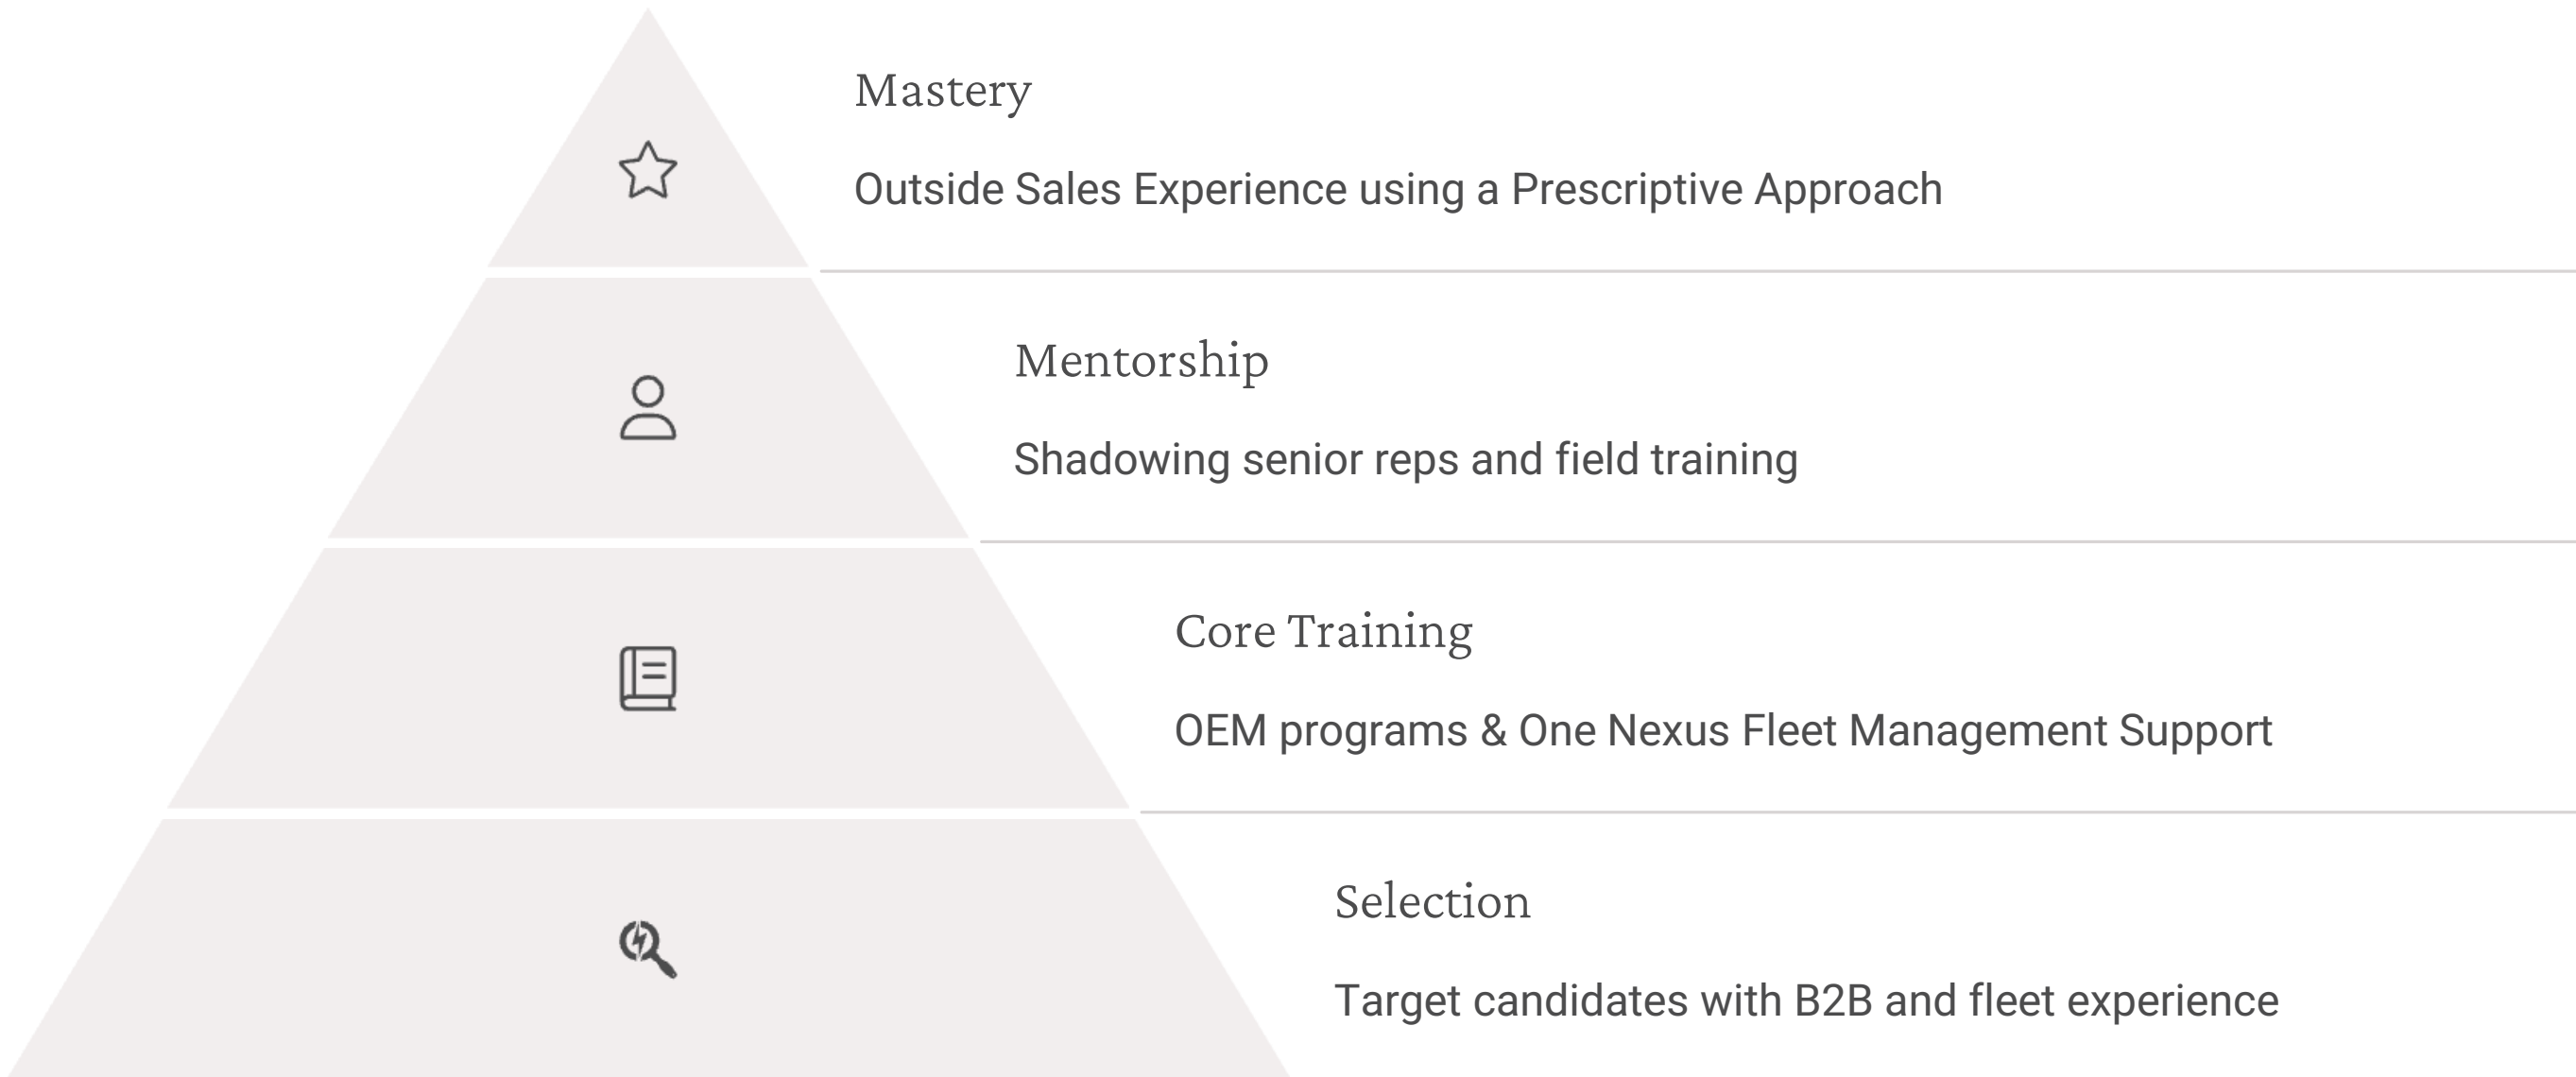 Mastery
Outside Sales Experience using a Prescriptive Approach
Mentorship
Shadowing senior reps and field training
Core Training
OEM programs & One Nexus Fleet Management Support
Selection
Target candidates with B2B and fleet experience